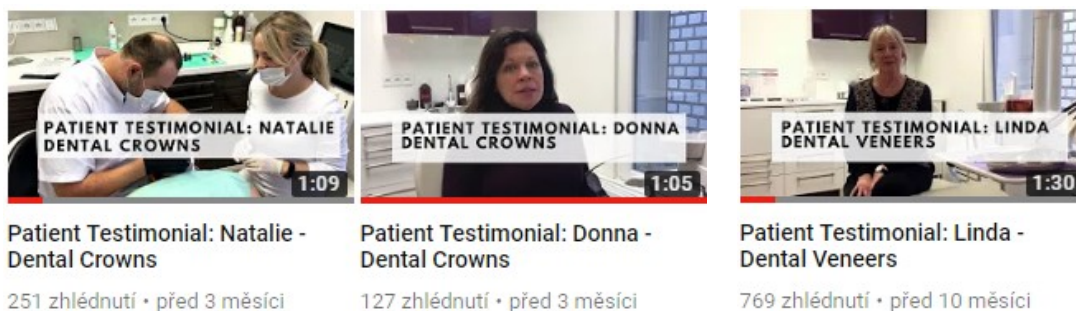 PATIENT TESTIMONIAL: NATALIE
DENTAL CROWNS
1:09
Patient Testimonial: Natalie -
Dental Crowns
251 zhlédnutí • před 3 měsíci
PATIENT TESTIMONIAL: DONNA
DENTAL CROWNS
1:05
Patient Testimonial: Donna -
Dental Crowns
127 zhlédnutí • před 3 měsíci
PATIENT TESTIMONIAL: LINDA
DENTAL VENEERS
1:30
Patient Testimonial: Linda -
Dental Veneers
769 zhlédnutí • před 10 měsíci